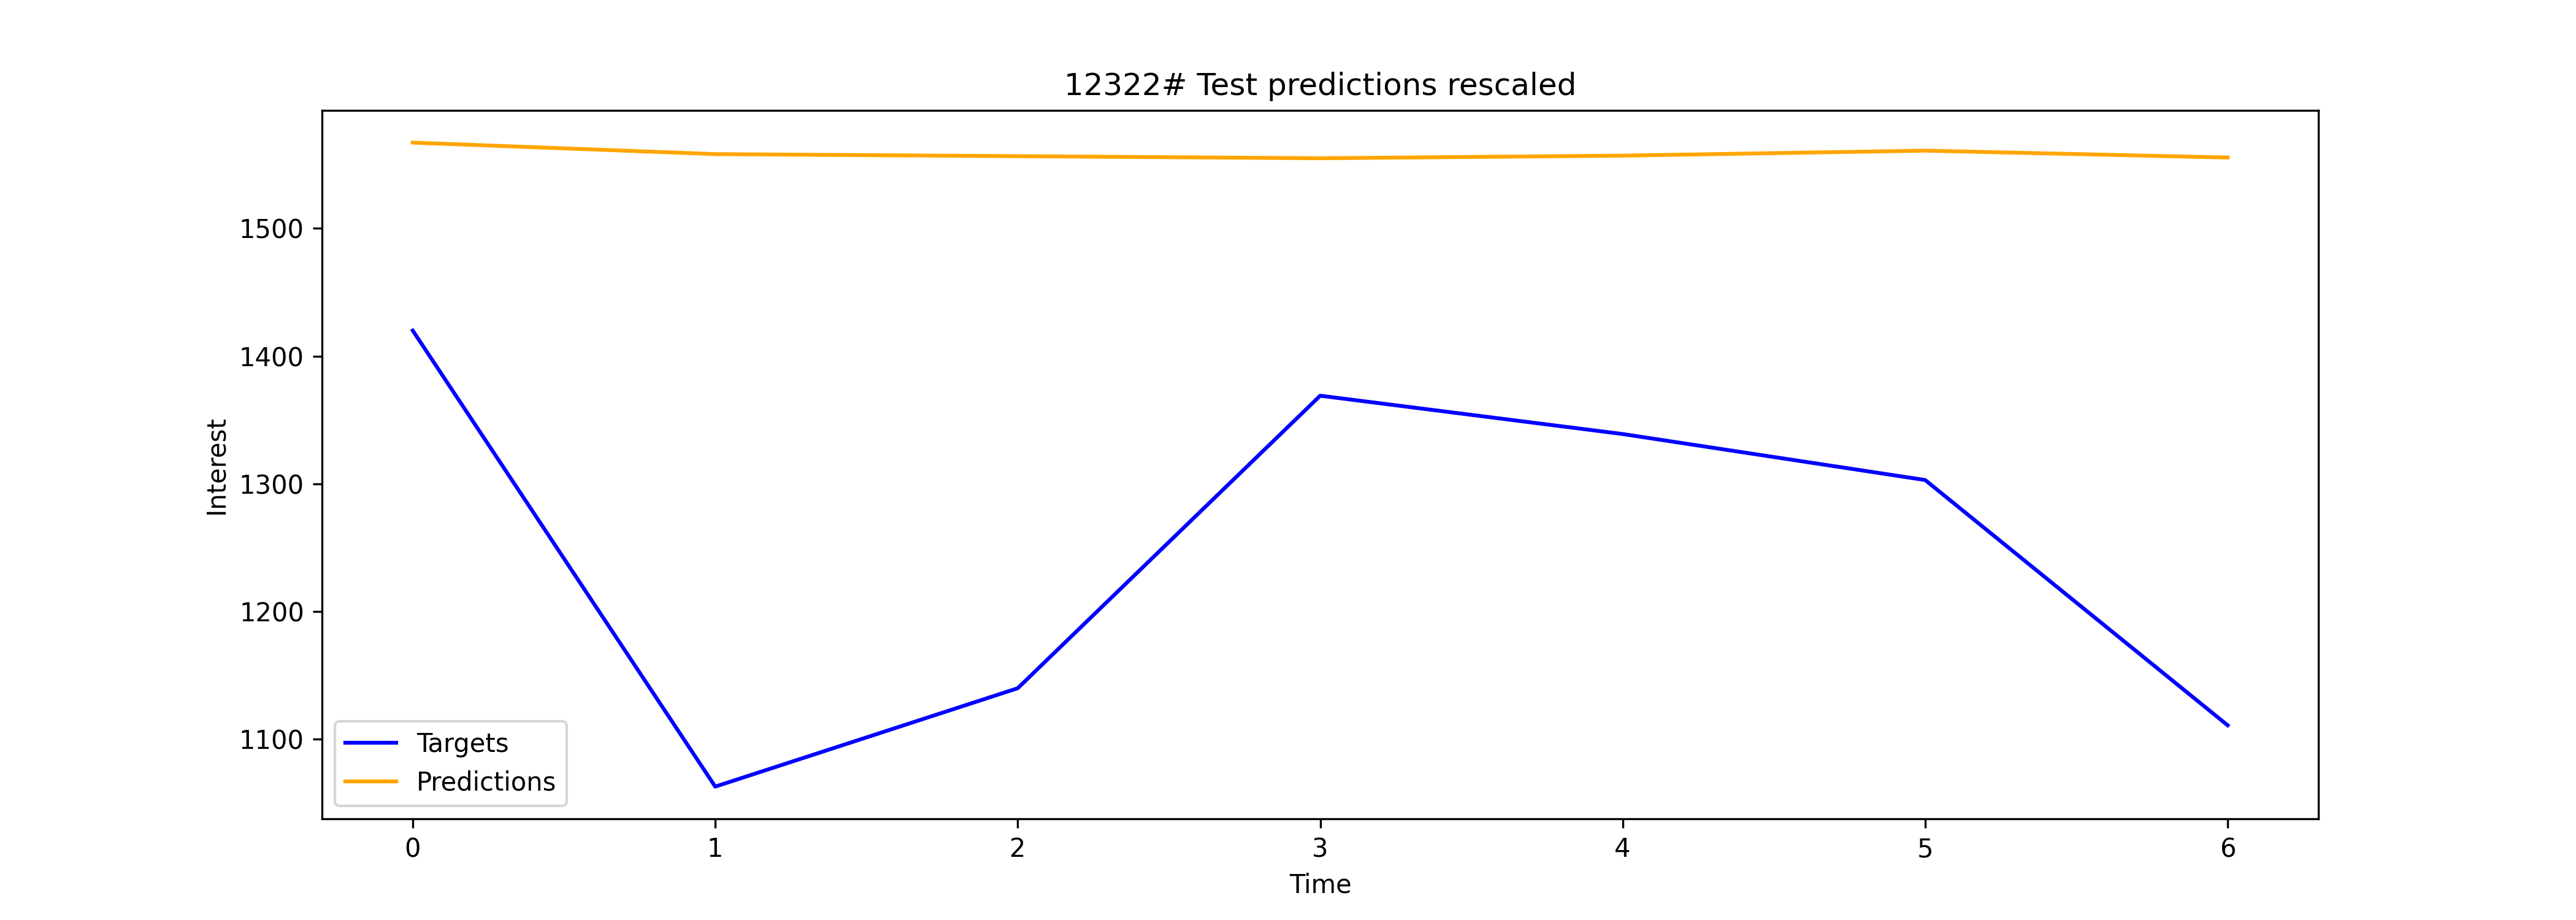 12322# Test predictions rescaled
1500
1400
1300
1200
1100
Interest
Targets
Predictions
0 1 2 3 4 5 6
Time